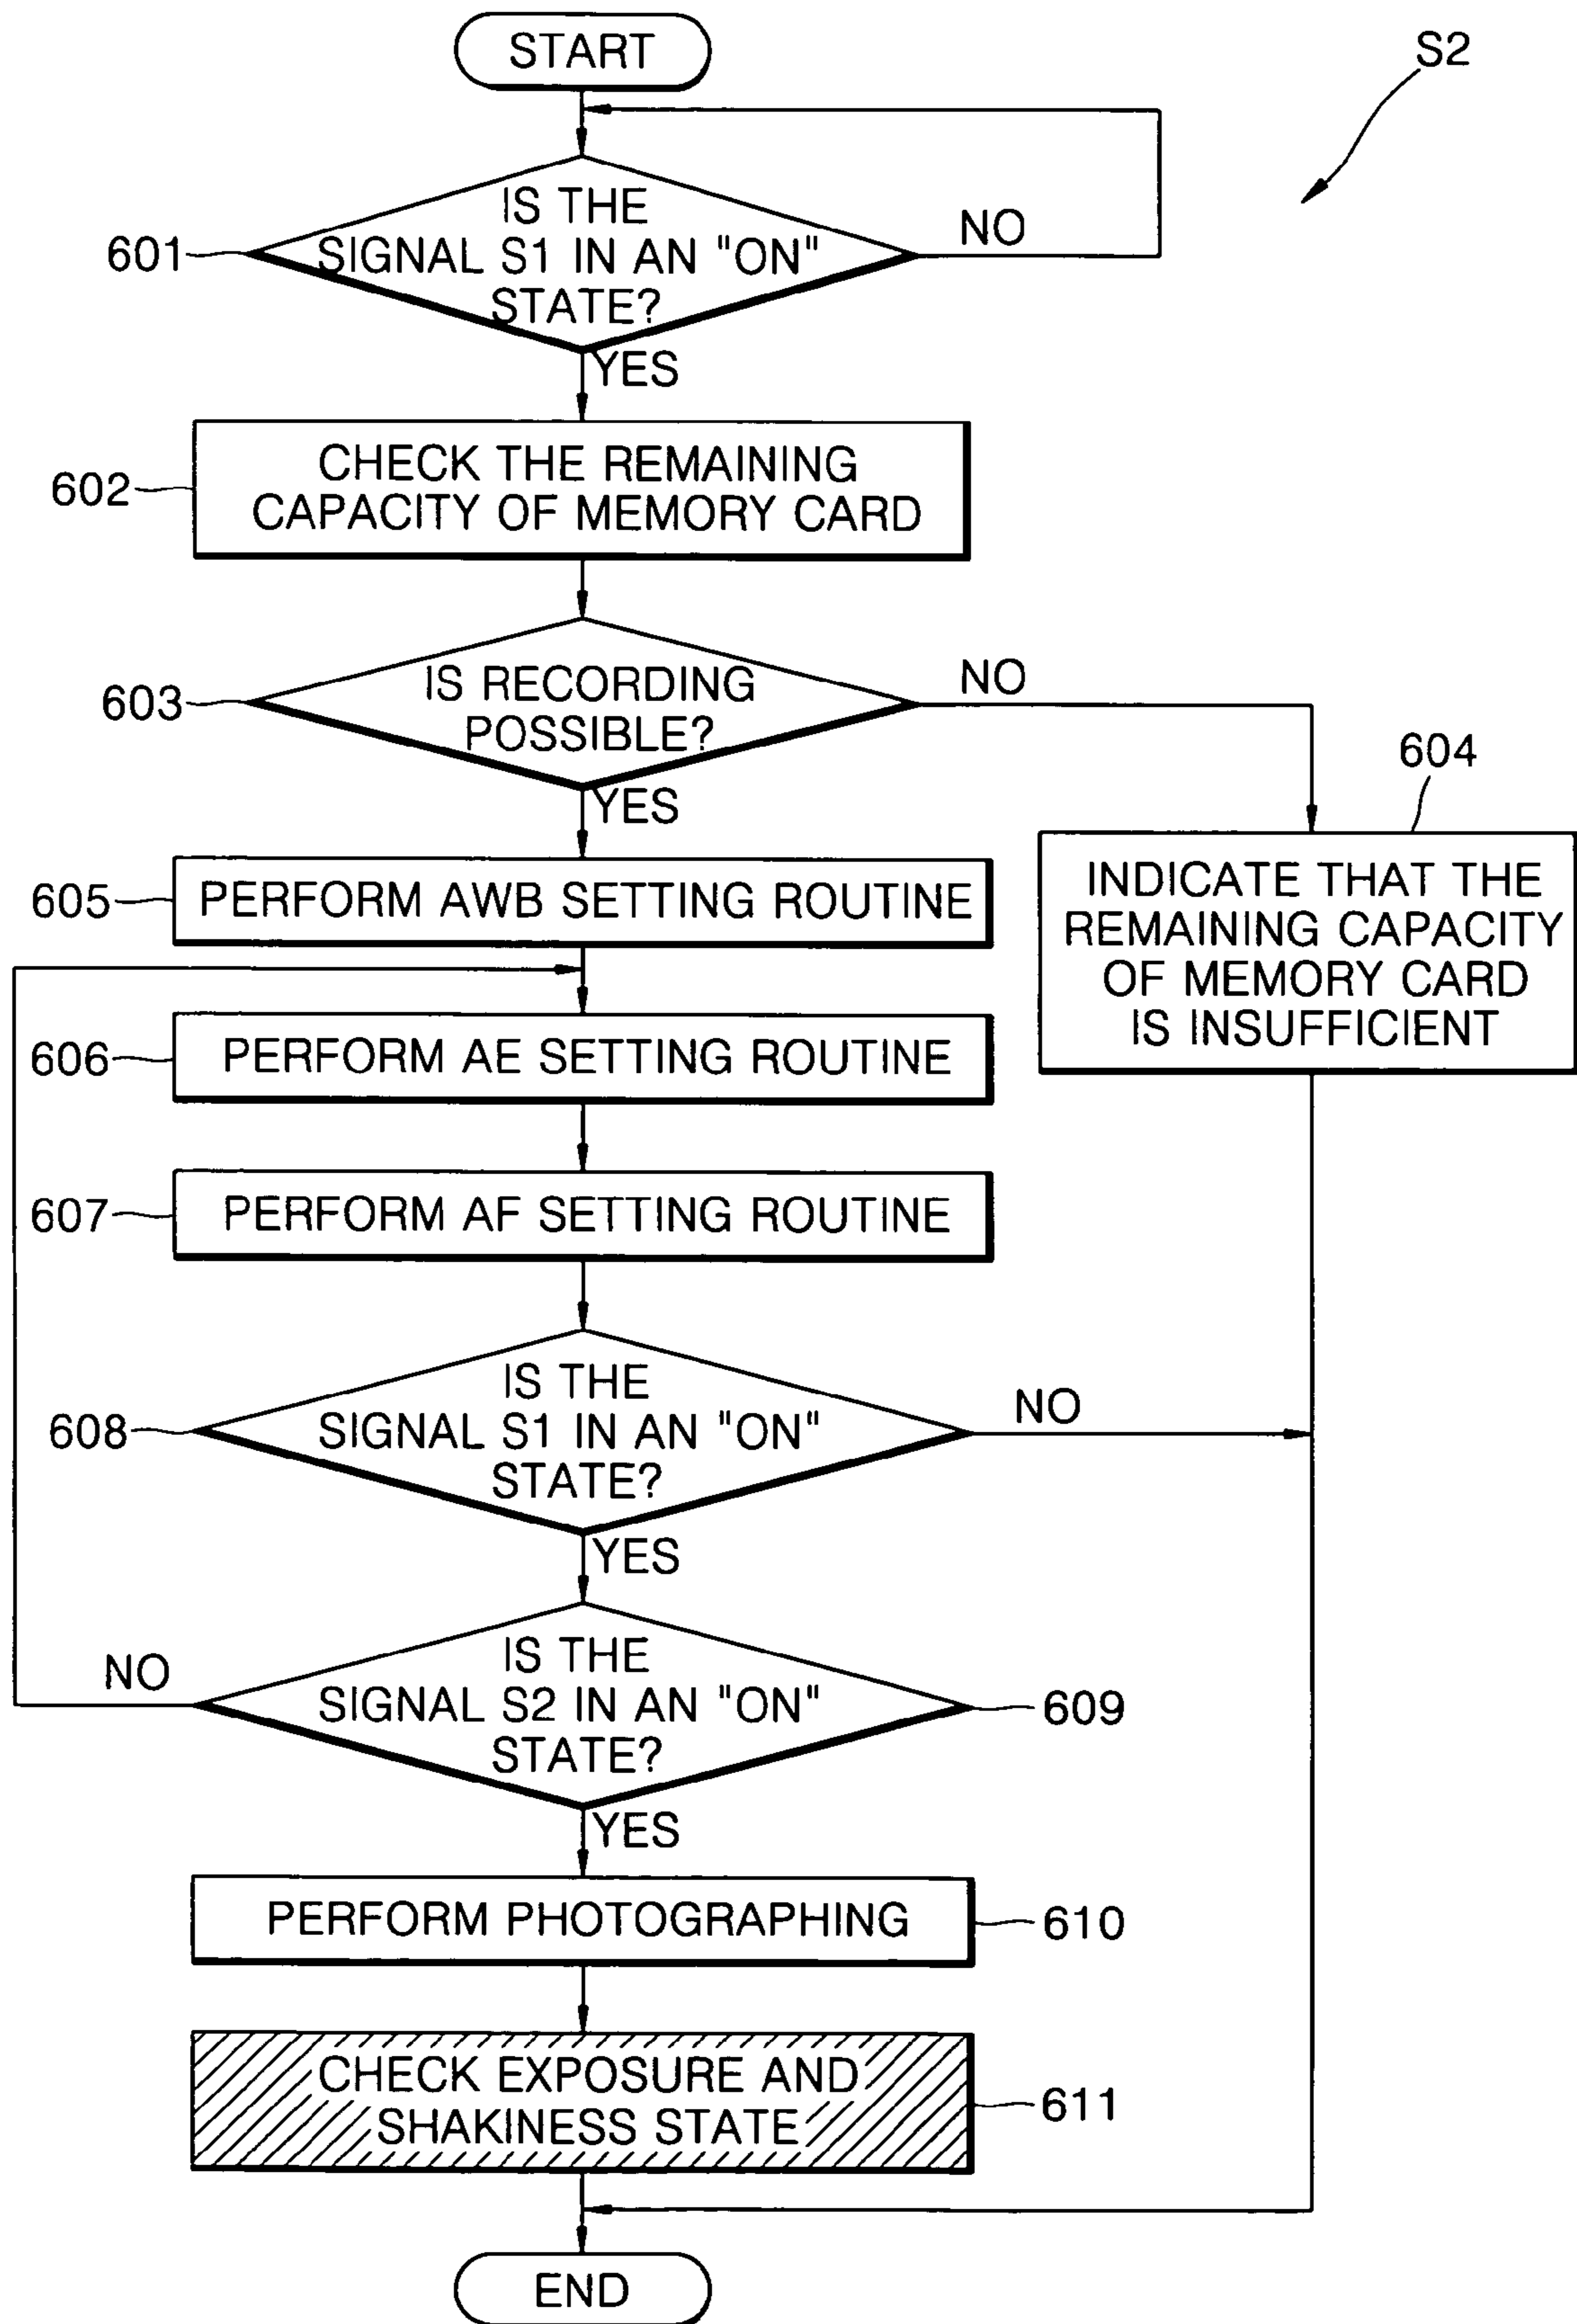 START
S2
IS THE
SIGNAL S1 IN AN "ON"
STATE?
601
NO
YES
CHECK THE REMAINING
CAPACITY OF MEMORY CARD
602
IS RECORDING
POSSIBLE?
603
NO
YES
604
INDICATE THAT THE
REMAINING CAPACITY
OF MEMORY CARD
IS INSUFFICIENT
605
PERFORM AWB SETTING ROUTINE
606
PERFORM AE SETTING ROUTINE
607
PERFORM AF SETTING ROUTINE
IS THE
SIGNAL S1 IN AN "ON"
STATE?
608
NO
YES
IS THE
SIGNAL S2 IN AN "ON"
STATE?
NO
609
YES
PERFORM PHOTOGRAPHING
610
CHECK EXPOSURE AND
SHAKINESS STATE
611
END